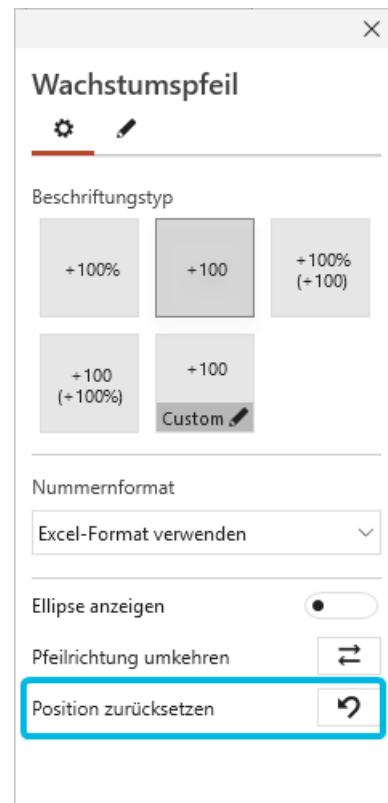 Wachstumspfeil
Beschriftungstyp
+100%
+100
+100%
(+100)
+100
(+100%)
+100
Custom
Nummernformat
Excel-Format verwenden
Ellipse anzeigen
Pfeilrichtung umkehren
Position zurücksetzen